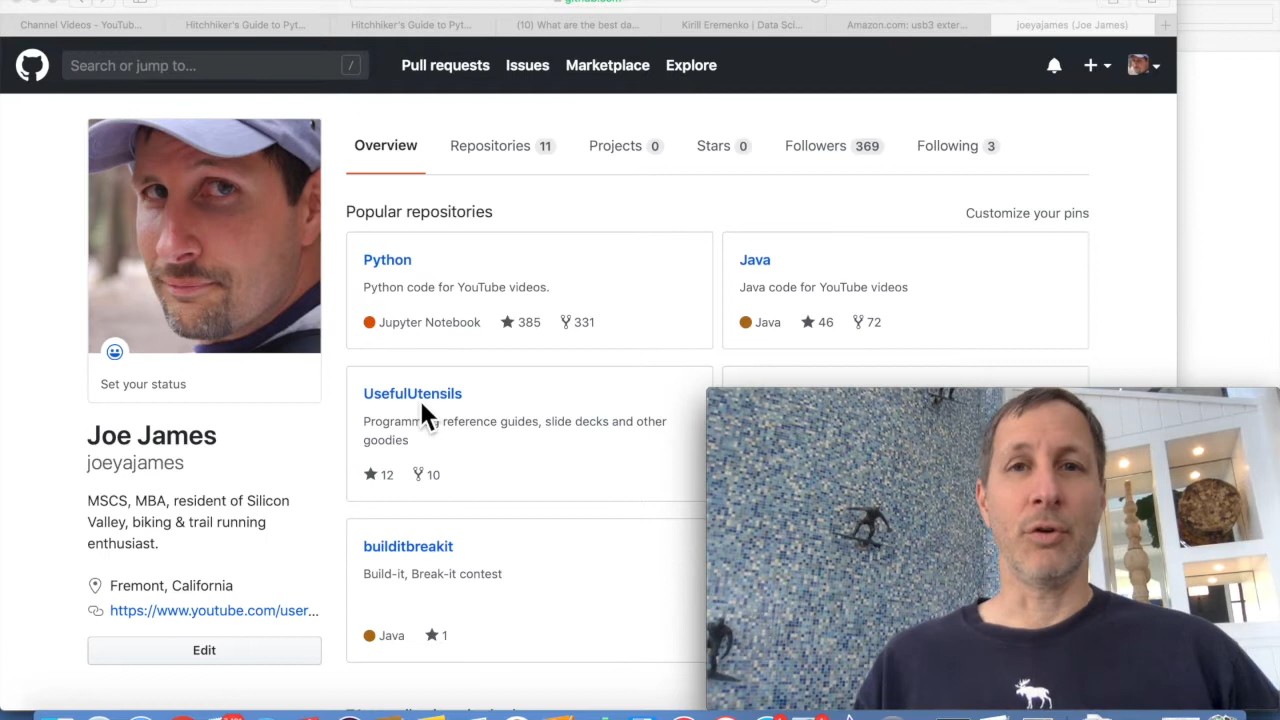 github.com
Channel Videos - YouTub...
Hitchhiker's Guide to Pyt...
Hitchhiker's Guide to Pyt...
(10) What are the best da...
Kirill Eremenko | Data Sci...
Amazon.com: usb3 exter...
joeyajames (Joe James)
Search or jump to...
/
Pull requests
Issues
Marketplace
Explore
Overview
Repositories 11
Projects 0
Stars 0
Followers 369
Following 3
Popular repositories
Customize your pins
Python
Python code for YouTube videos.
Jupyter Notebook 385 331
Java
Java code for YouTube videos
Java 46 72
UsefulUtensils
reference guides, slide decks and other
goodies
12 10
builditbreakit
Build-it, Break-it contest
Java 1
Set your status
Joe James
joeyajames
MSCS, MBA, resident of Silicon
Valley, biking & trail running
enthusiast.
Fremont, California
https://www.youtube.com/user...
Edit